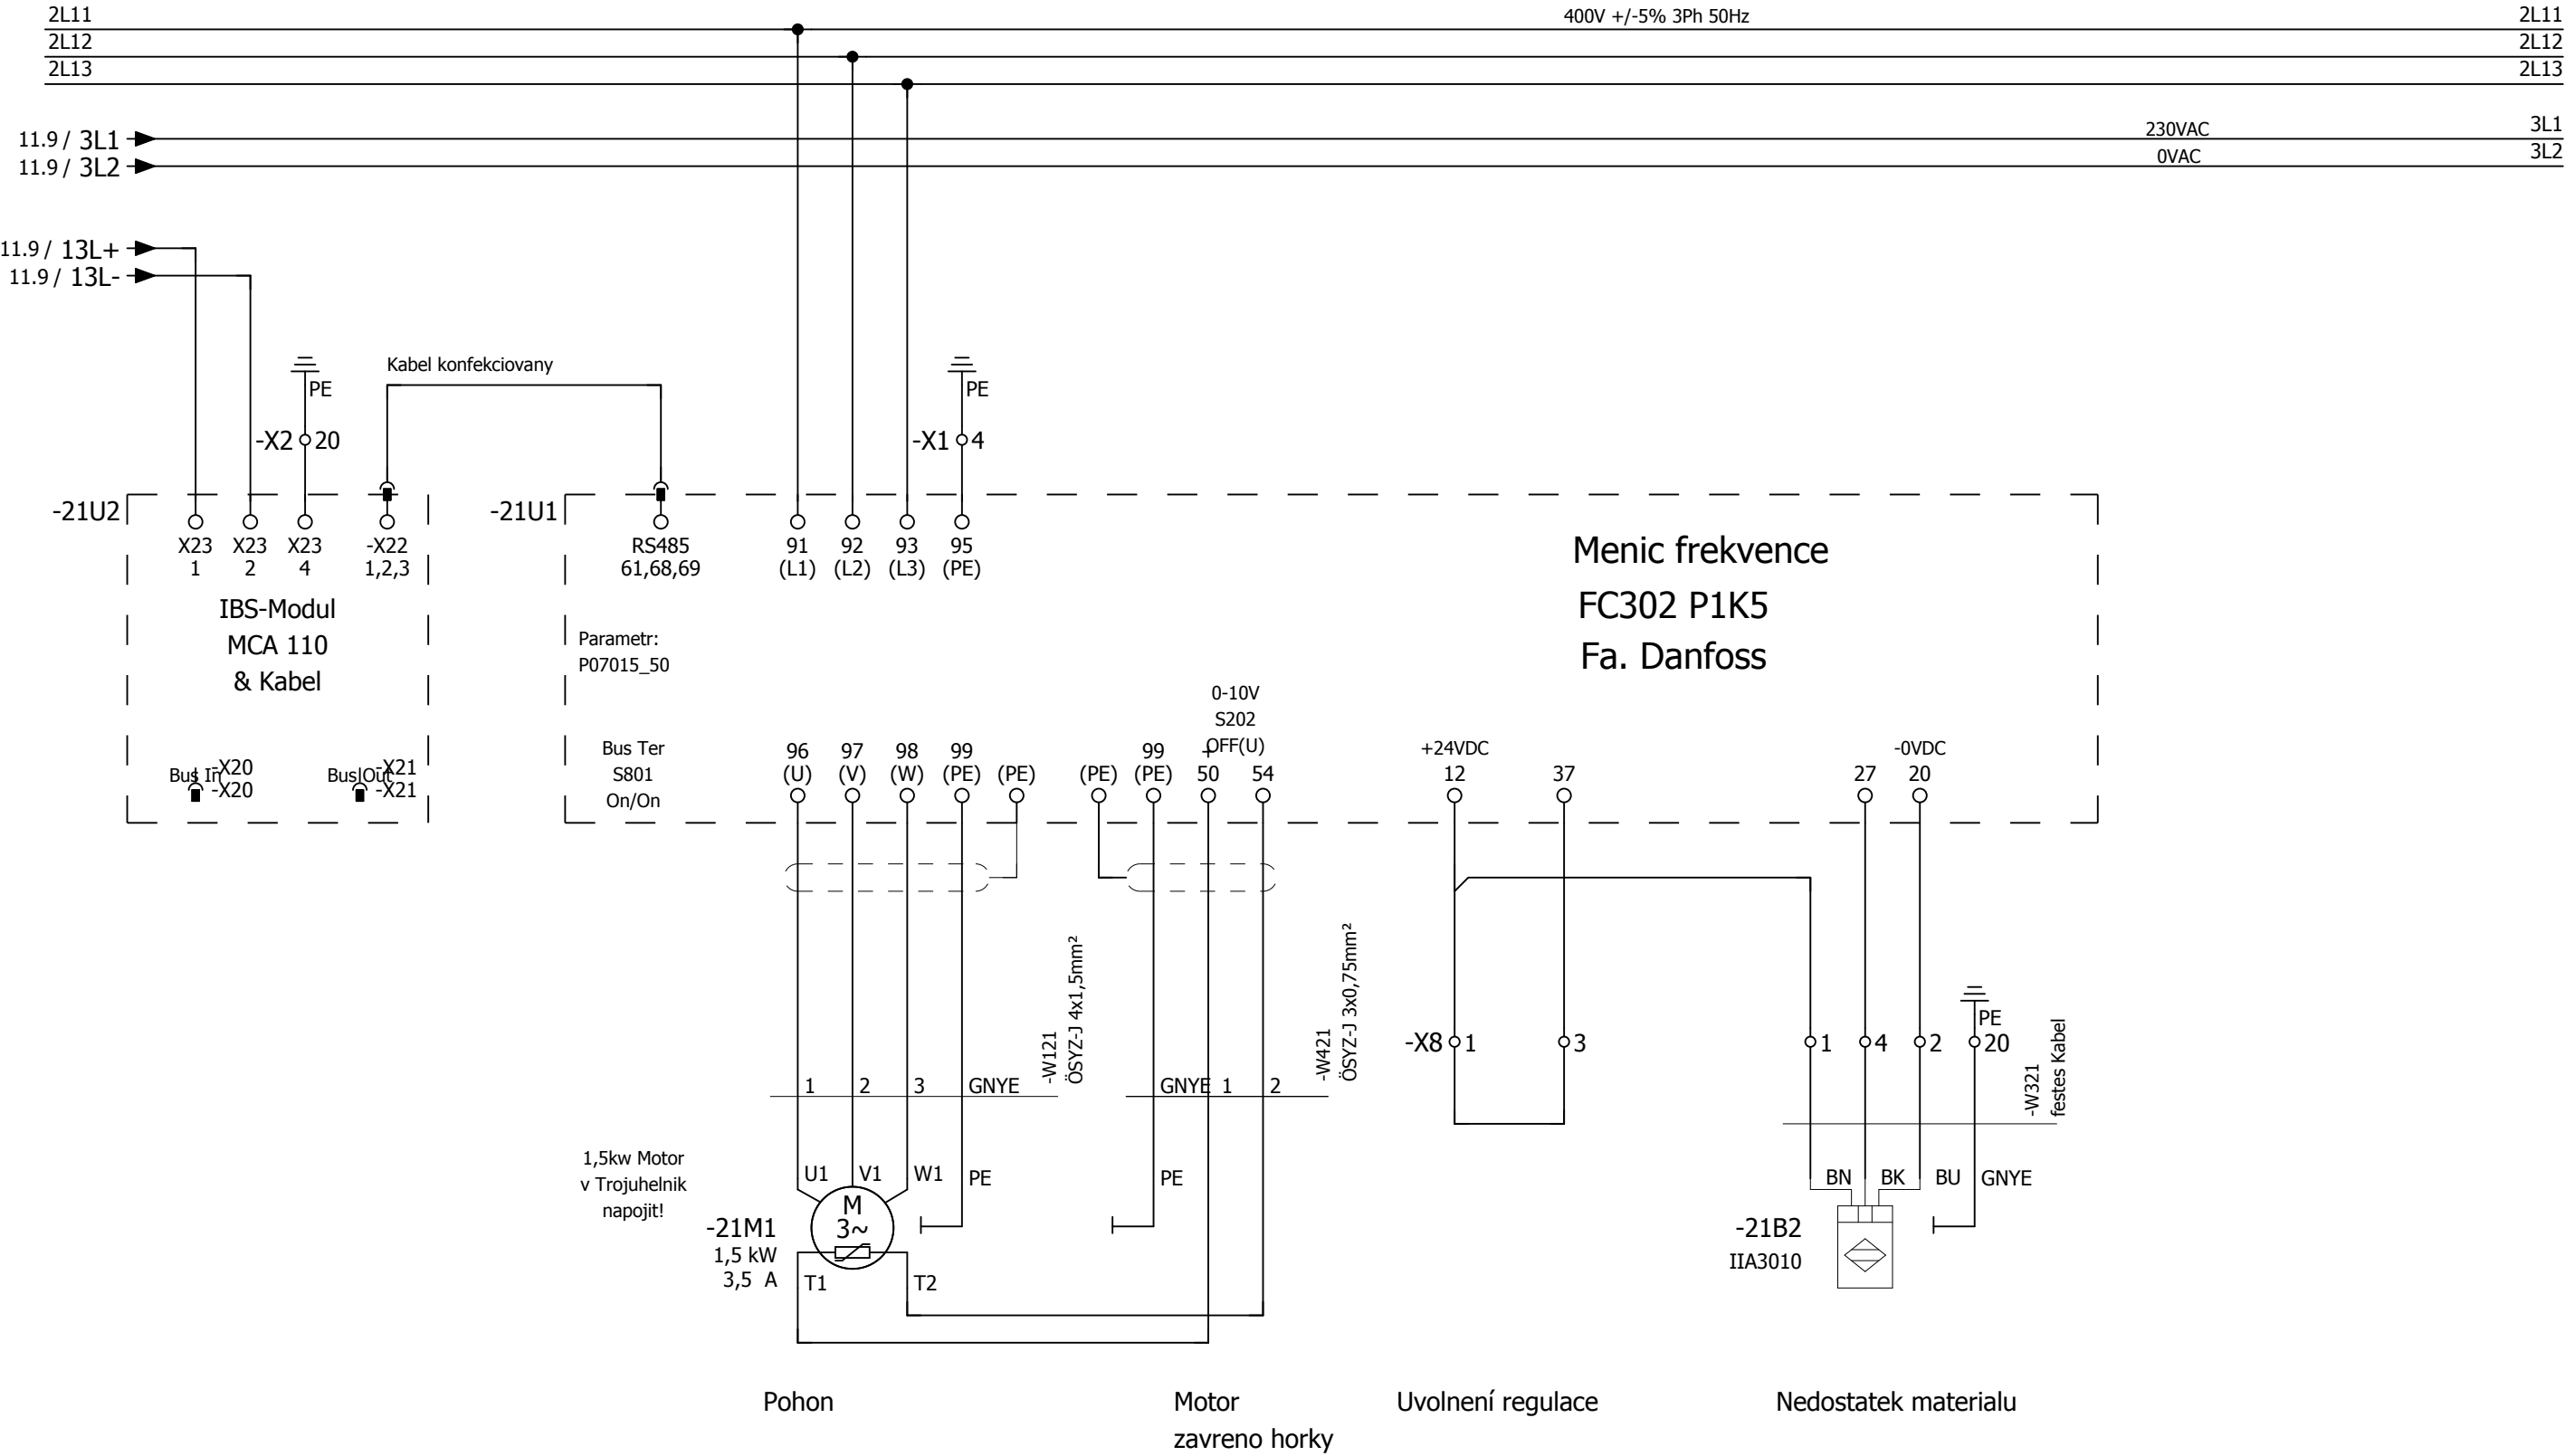 2L11
400V +/-5% 3Ph 50Hz
2L11
2L12
2L12
2L13
2L13
11.9 / 3L1
230VAC
3L1
11.9 / 3L2
0VAC
3L2
11.9 / 13L+
11.9 / 13L-
Kabel konfekciovany
PE
PE
-X2 20
-X1 4
-21U2
-21U1
X23 X23 X23 -X22
1 2 4 1,2,3
RS485
61,68,69
91 92 93 95
(L1) (L2) (L3) (PE)
IBS-Modul
MCA 110
& Kabel
Menic frekvence
FC302 P1K5
Fa. Danfoss
Parametr:
P07015_50
Bus In
-X20
-X20
Bus Out
-X21
-X21
Bus Ter
S801
On/On
96 97 98 99
(U) (V) (W) (PE) (PE)
0-10V
S202
OFF(U)
99 +
(PE) (PE) 50 54
+24VDC
12 37
-0VDC
27 20
-W121
ÖSYZ-J 4x1,5mm²
-W421
ÖSYZ-J 3x0,75mm²
-X8 1 3
1 4 2 20
PE
-W321
festes Kabel
1 2 3 GNYE
GNYE 1 2
1,5kw Motor
v Trojuhelnik
napojit!
U1 V1 W1 PE
PE
BN BK BU GNYE
-21M1
1,5 kW
3,5 A
M
3~
T1 T2
-21B2
IIA3010
Pohon
Motor
zavreno horky
Uvolnení regulace
Nedostatek materialu